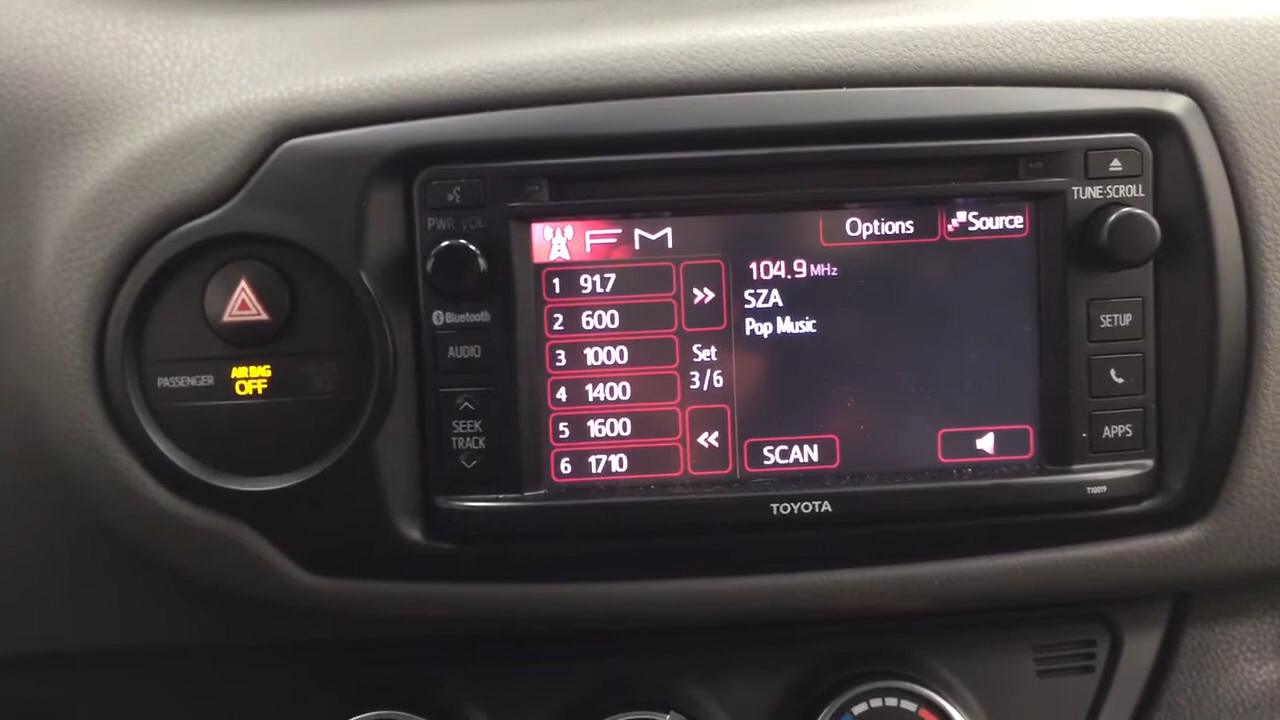 TUNE·SCROLL
PWR VOL
FM
Options
Source
1 91.7
2 600
3 1000
4 1400
5 1600
6 1710
>>
Set
3/6
<<
104.9 MHz
SZA
Pop Music
SCAN
Bluetooth
AUDIO
SEEK
TRACK
SETUP
APPS
PASSENGER
AIR BAG
OFF
TOYOTA
T10019